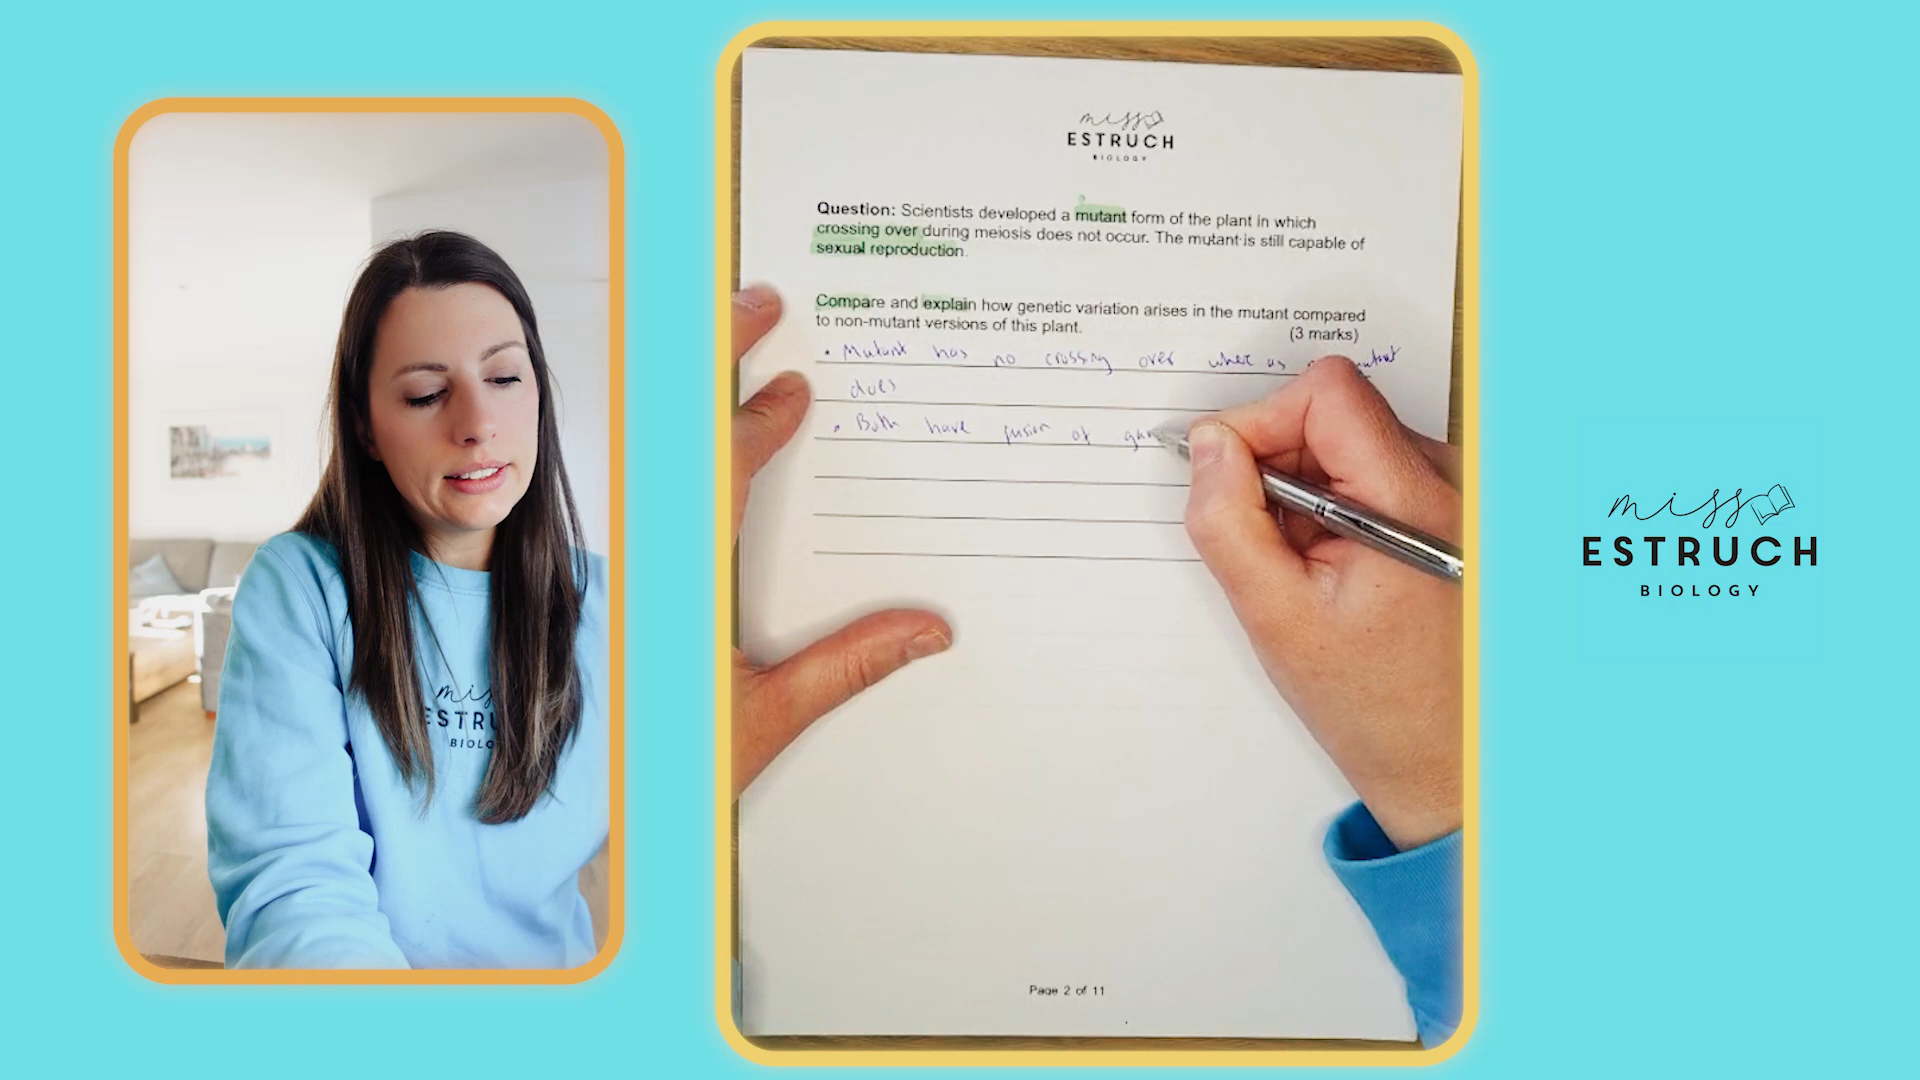 miss
ESTRUCH
BIOLOGY
Question: Scientists developed a mutant form of the plant in which
crossing over during meiosis does not occur. The mutant is still capable of
sexual reproduction.
Compare and explain how genetic variation arises in the mutant compared
to non-mutant versions of this plant.
(3 marks)
• Mutant has no crossing over where as
does
• Both have fusion of
Page 2 of 11
mis
ESTRU
BIOLO
miss
ESTRUCH
BIOLOGY